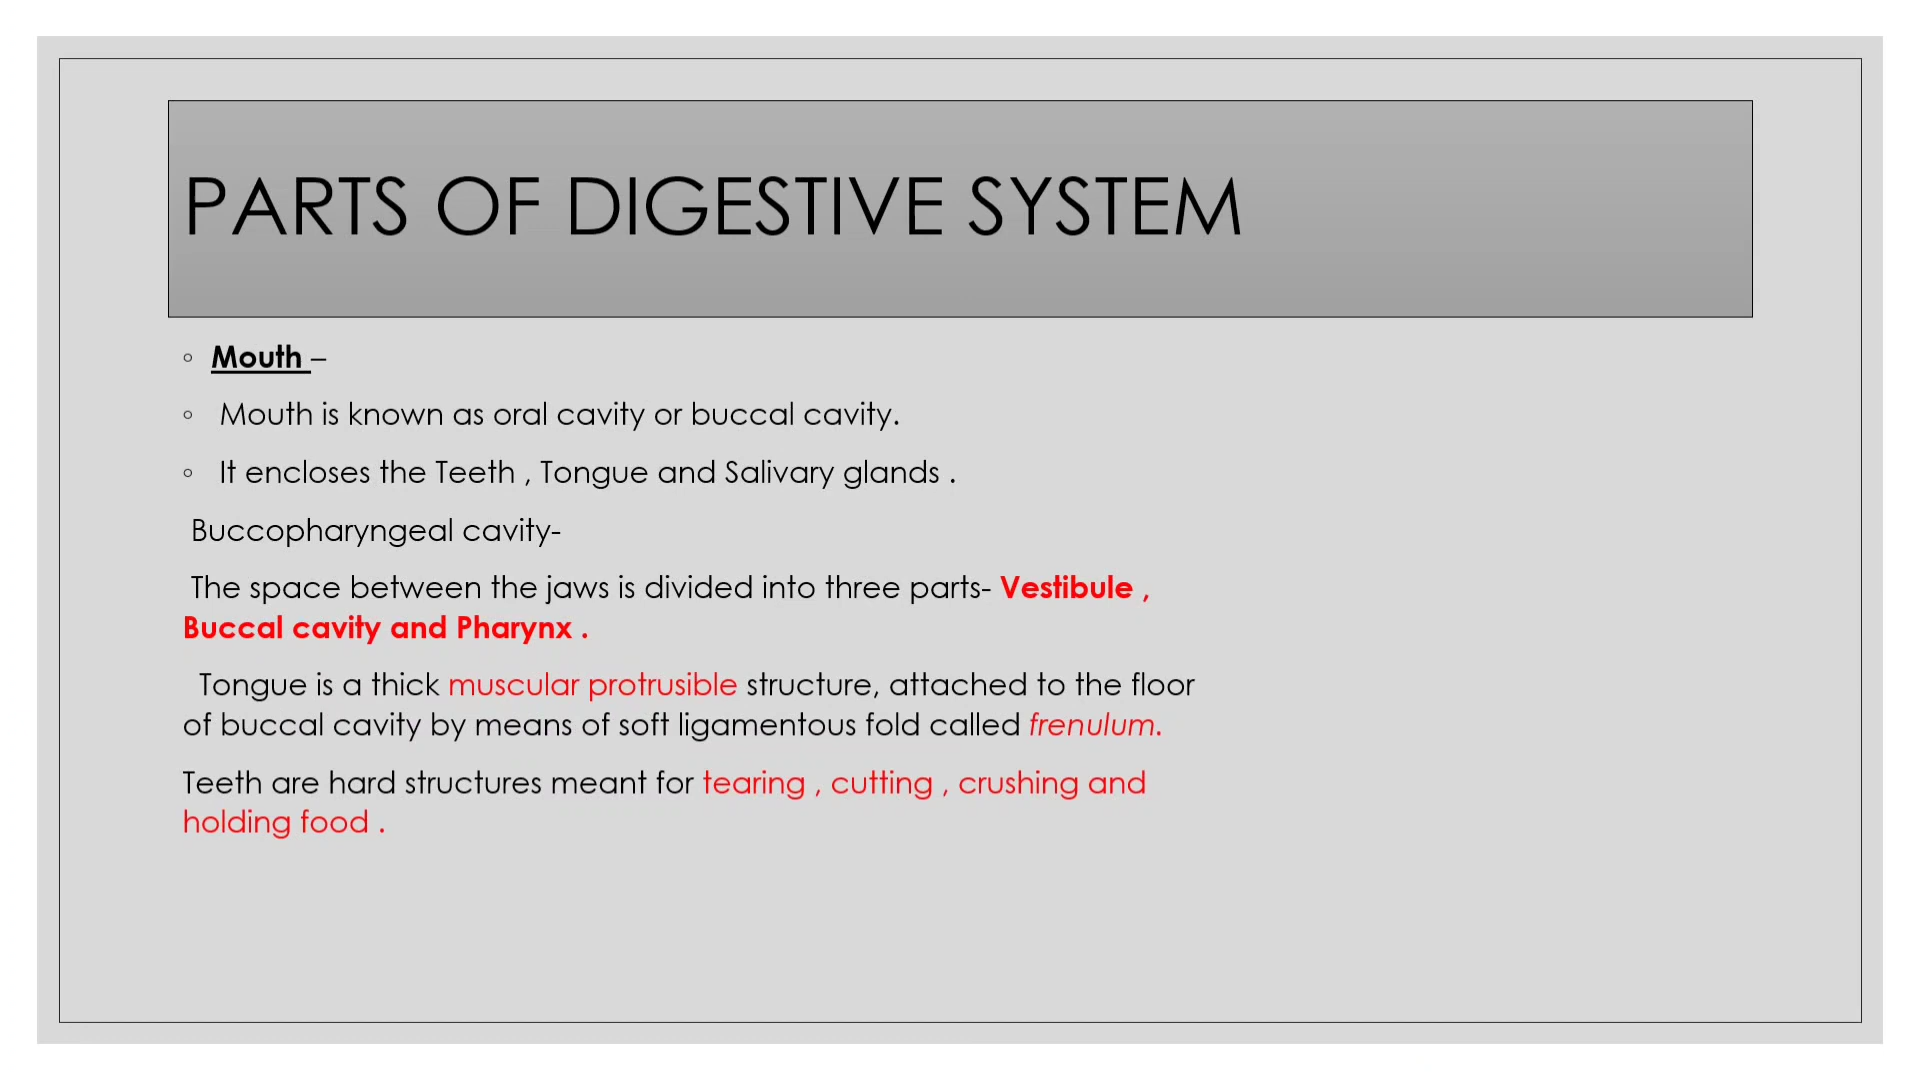 PARTS OF DIGESTIVE SYSTEM
◦ Mouth –
◦ Mouth is known as oral cavity or buccal cavity.
◦ It encloses the Teeth , Tongue and Salivary glands .
Buccopharyngeal cavity-
The space between the jaws is divided into three parts- Vestibule ,
Buccal cavity and Pharynx .
Tongue is a thick muscular protrusible structure, attached to the floor
of buccal cavity by means of soft ligamentous fold called frenulum.
Teeth are hard structures meant for tearing , cutting , crushing and
holding food .